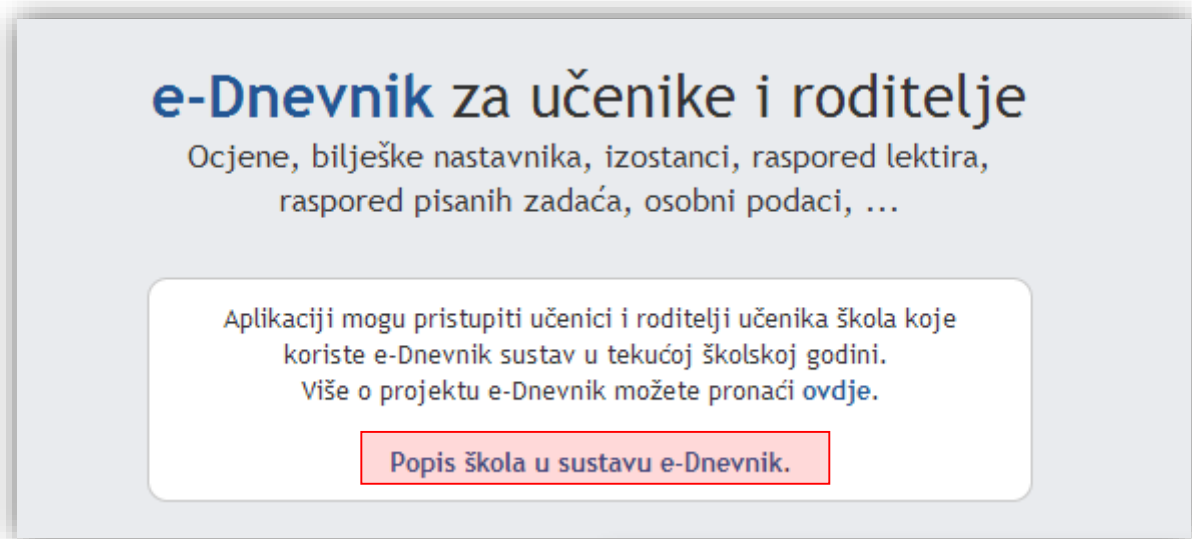 e-Dnevnik za učenike i roditelje
Ocjene, bilješke nastavnika, izostanci, raspored lektira,
raspored pisanih zadaća, osobni podaci, ...
Aplikaciji mogu pristupiti učenici i roditelji učenika škola koje
koriste e-Dnevnik sustav u tekućoj školskoj godini.
Više o projektu e-Dnevnik možete pronaći ovdje.
Popis škola u sustavu e-Dnevnik.